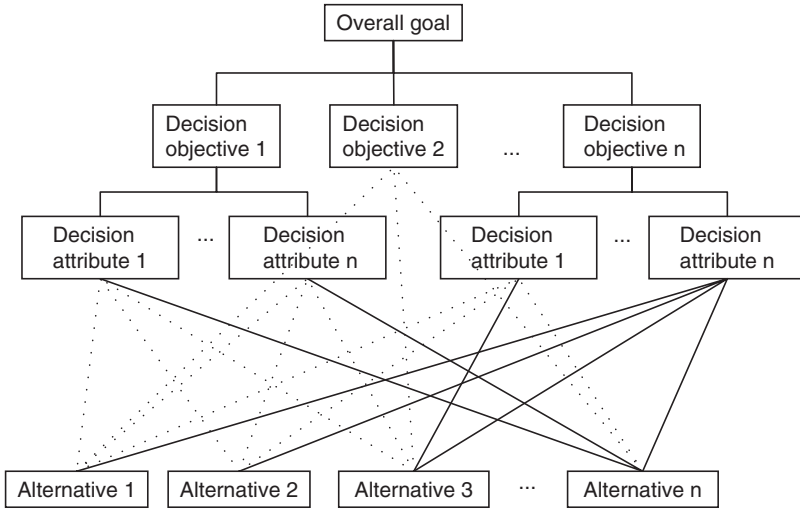 Overall goal
Decision
objective 1
Decision
objective 2
...
Decision
objective n
Decision
attribute 1
...
Decision
attribute n
Decision
attribute 1
...
Decision
attribute n
Alternative 1
Alternative 2
Alternative 3
...
Alternative n